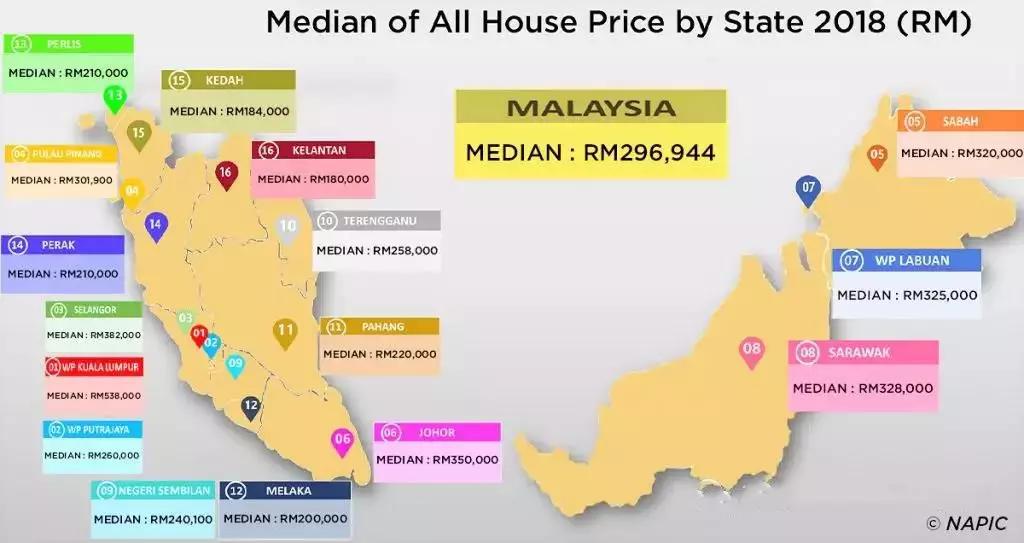 Median of All House Price by State 2018 (RM)
13 PERLIS
MEDIAN : RM210,000
15 KEDAH
MEDIAN : RM184,000
MALAYSIA
MEDIAN : RM296,944
05 SABAH
MEDIAN : RM320,000
04 PULAU PINANG
MEDIAN : RM301,900
16 KELANTAN
MEDIAN : RM180,000
10 TERENGGANU
MEDIAN : RM258,000
14 PERAK
MEDIAN : RM210,000
07 WP LABUAN
MEDIAN : RM325,000
03 SELANGOR
MEDIAN : RM382,000
11 PAHANG
MEDIAN : RM220,000
01 WP KUALA LUMPUR
MEDIAN : RM538,000
08 SARAWAK
MEDIAN : RM328,000
02 WP PUTRAJAYA
MEDIAN : RM260,000
06 JOHOR
MEDIAN : RM350,000
09 NEGERI SEMBILAN
MEDIAN : RM240,100
12 MELAKA
MEDIAN : RM200,000
13
15
16
04
14
10
03
01
02
11
09
12
06
05
07
08
© NAPIC